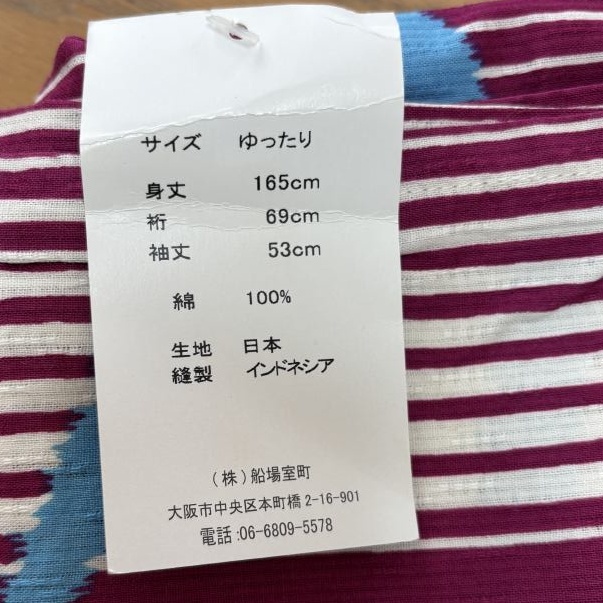 サイズ ゆったり
身丈 165cm
裄 69cm
袖丈 53cm
綿 100%
生地 日本
縫製 インドネシア
(株)船場室町
大阪市中央区本町橋2-16-901
電話:06-6809-5578